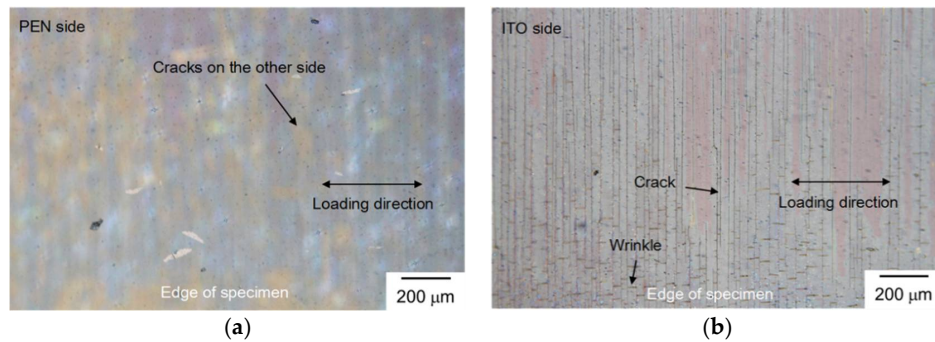 PEN side
Cracks on the other side
Loading direction
Edge of specimen
200 μm
(a)
ITO side
Crack
Loading direction
Wrinkle
Edge of specimen
200 μm
(b)